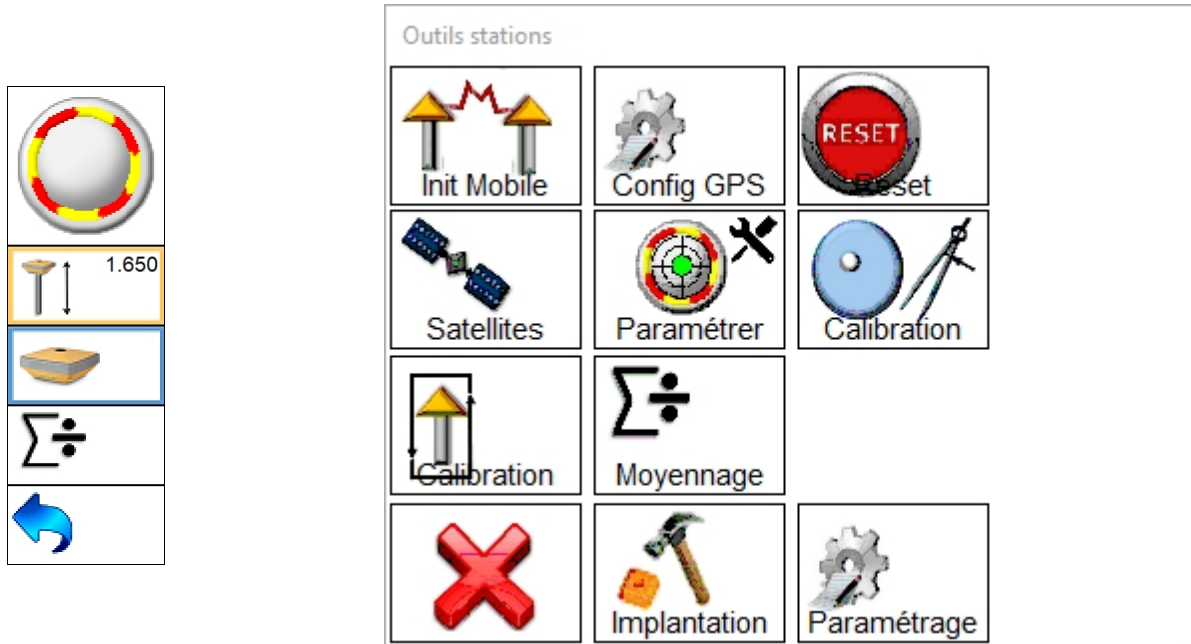 Outils stations
1.650
Init Mobile
Config GPS
RESET
Reset
Satellites
Paramétrer
Calibration
Calibration
Moyennage
Implantation
Paramétrage